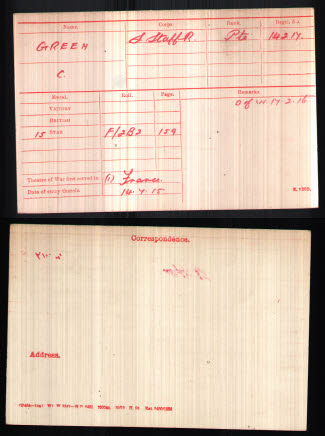 Name. Corps. Rank. Regtl. No.
GREEN S. Staff. R. Pte 14217.
C.
Medal. Roll. Page. Remarks.
VICTORY D of W. 17.2.16
BRITISH
15 STAR F/2B2 159
Theatre of War first served in (1) France
Date of entry therein 14.7.15
K. 1380.
Correspondence.
Address.